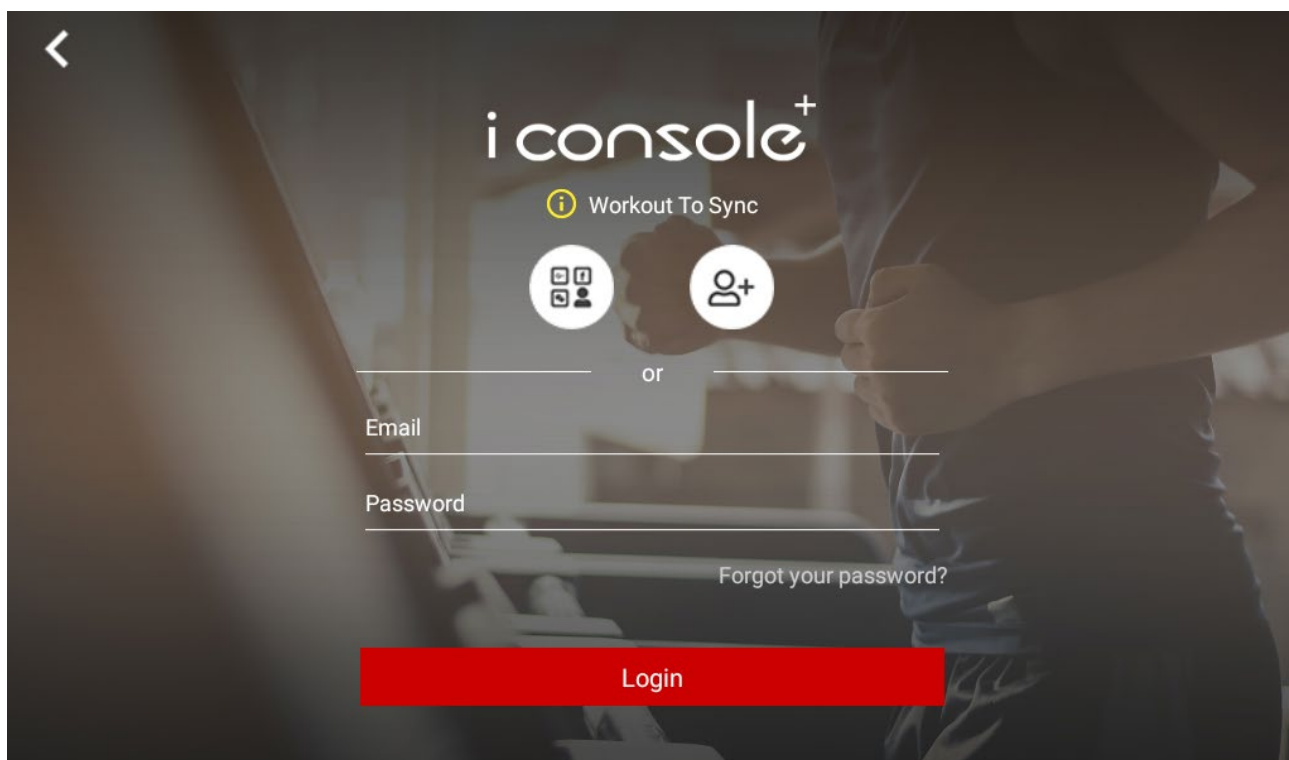 i console+
Workout To Sync
or
Email
Password
Forgot your password?
Login